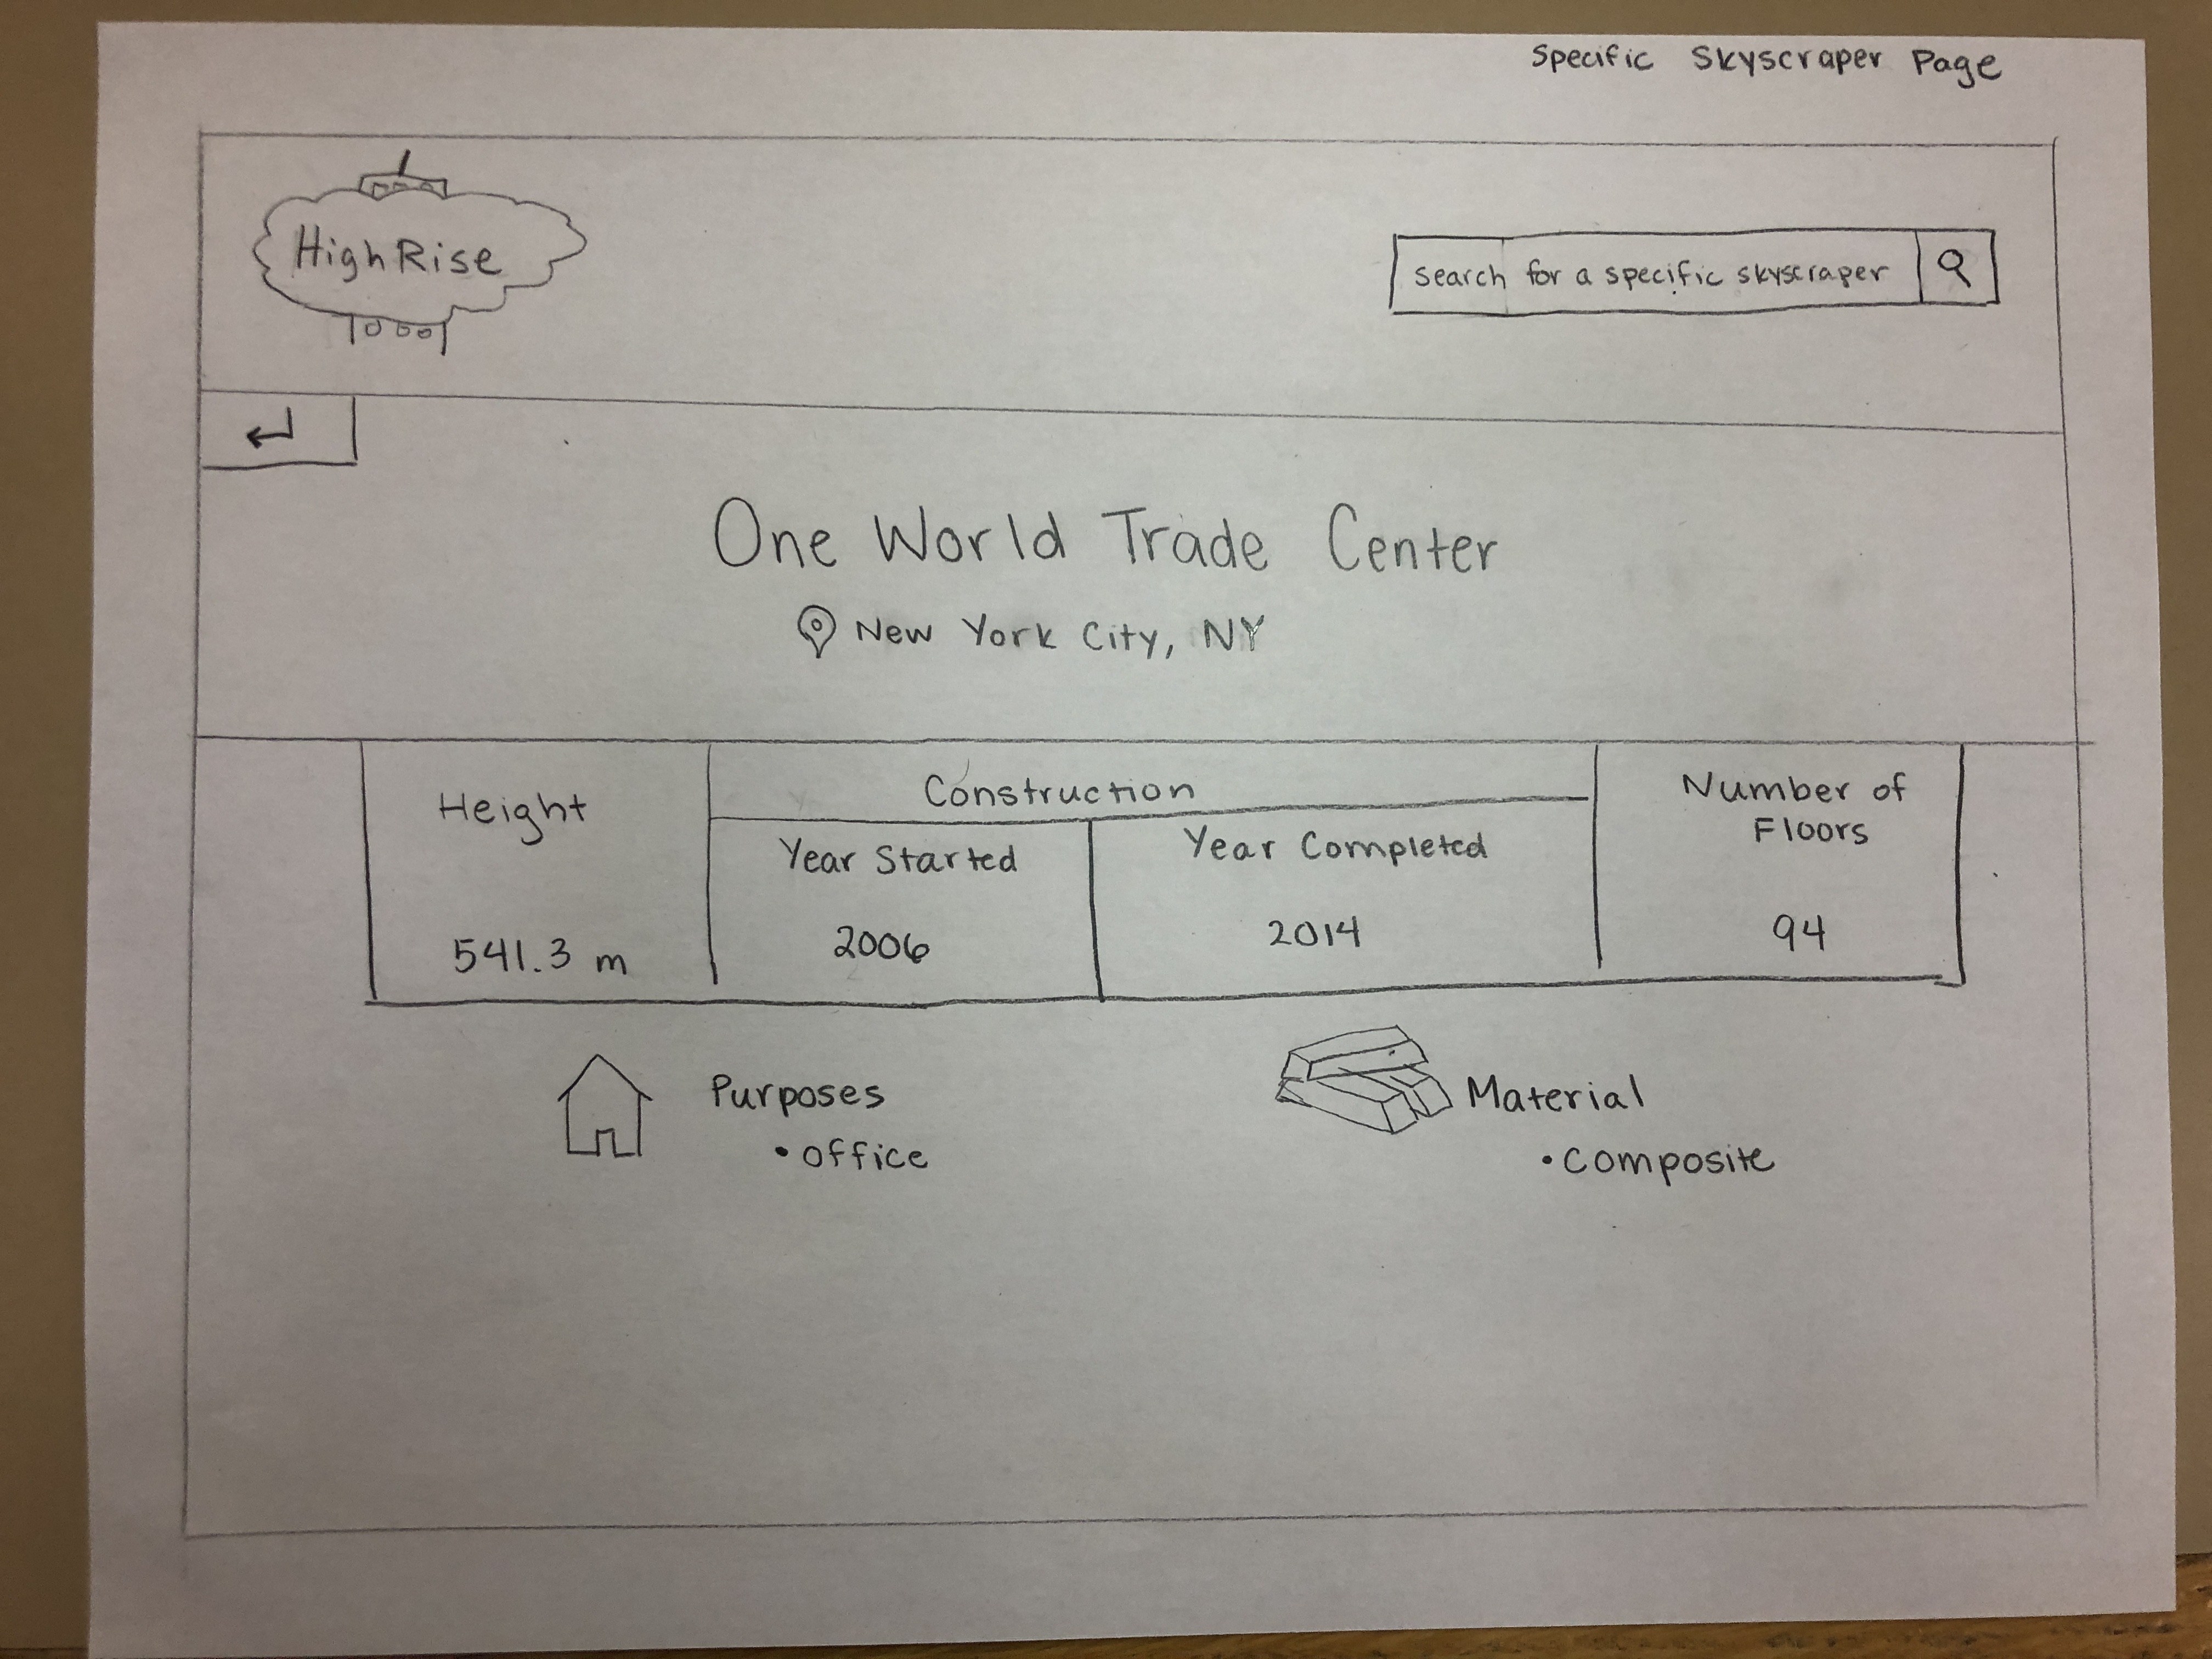 Specific Skyscraper Page
HighRise
search for a specific skyscraper
One World Trade Center
New York City, NY
Height
Construction
Number of
Floors
Year Started
Year Completed
541.3 m
2006
2014
94
Purposes
• office
Material
• composite